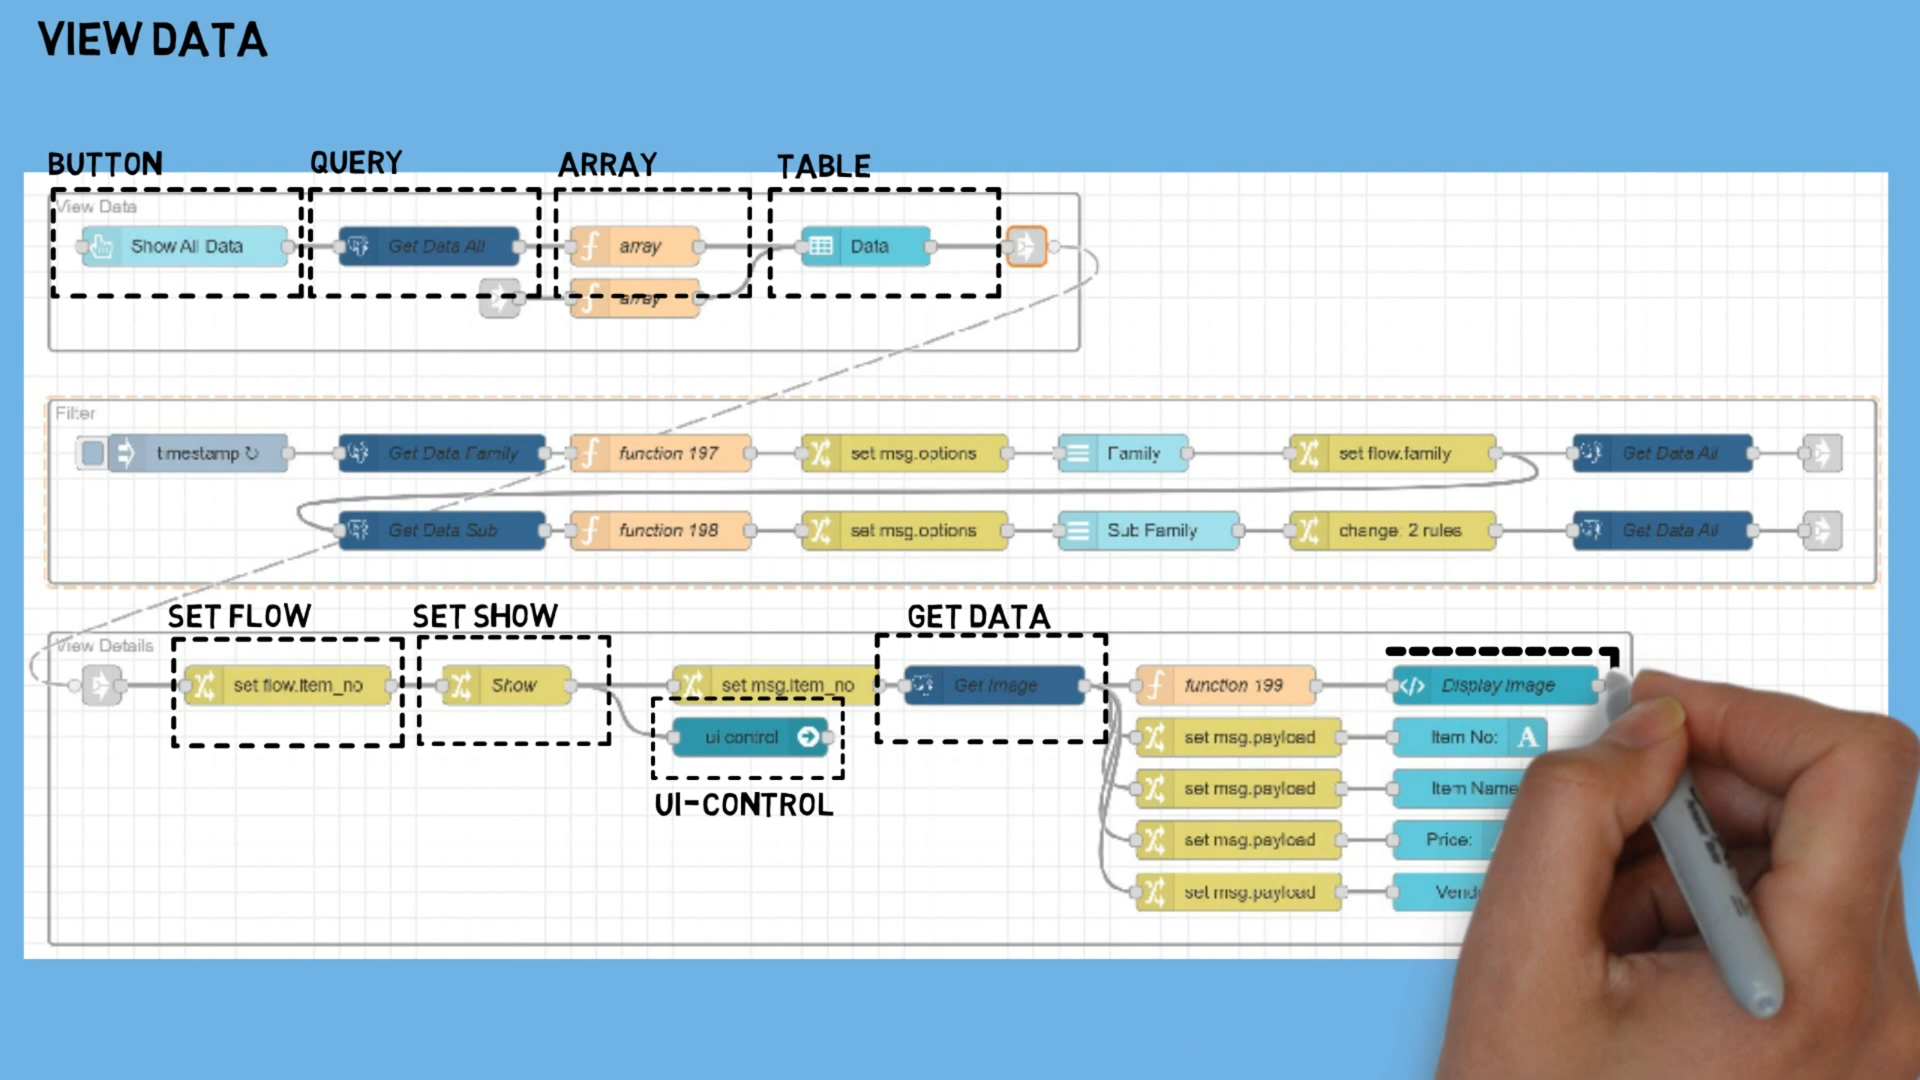 VIEW DATA
BUTTON QUERY ARRAY TABLE
View Data
Show All Data Get Data All array Data
array
Filter
timestamp ↻ Get Data Family function 197 set msg.options Family set flow.family Get Data All
Get Data Sub function 198 set msg.options Sub Family change: 2 rules Get Data All
SET FLOW SET SHOW GET DATA
View Details
set flow.Item_no Show set msg.Item_no Get Image function 199 Display Image
ui control set msg.payload Item No:
set msg.payload Item Name
UI-CONTROL
set msg.payload Price:
set msg.payload